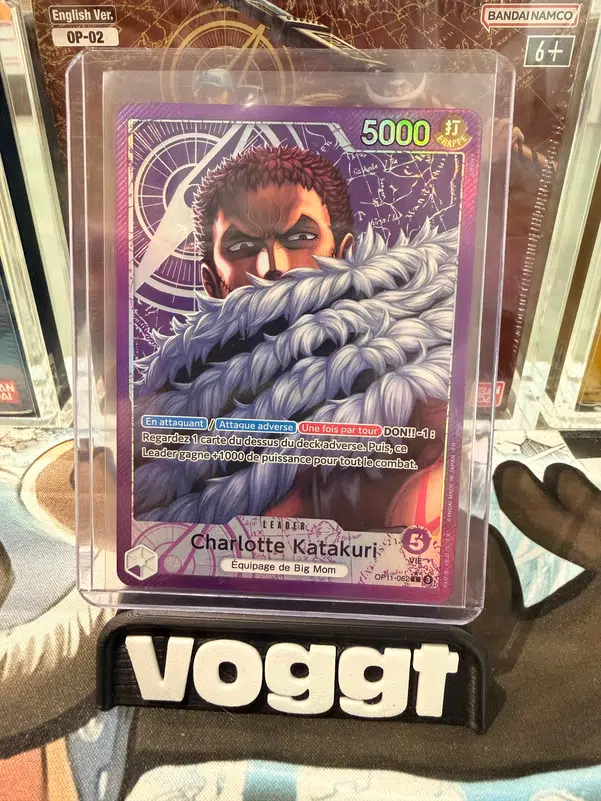 English Ver.
OP-02
BANDAI NAMCO
6+
5000 打
FRAPPE
En attaquant / Attaque adverse Une fois par tour DON!! -1 :
Regardez 1 carte du dessus du deck adverse. Puis, ce
Leader gagne +1000 de puissance pour tout le combat.
LEADER
Charlotte Katakuri
5
VIE
Équipage de Big Mom
OP11-062 L 3
voggt